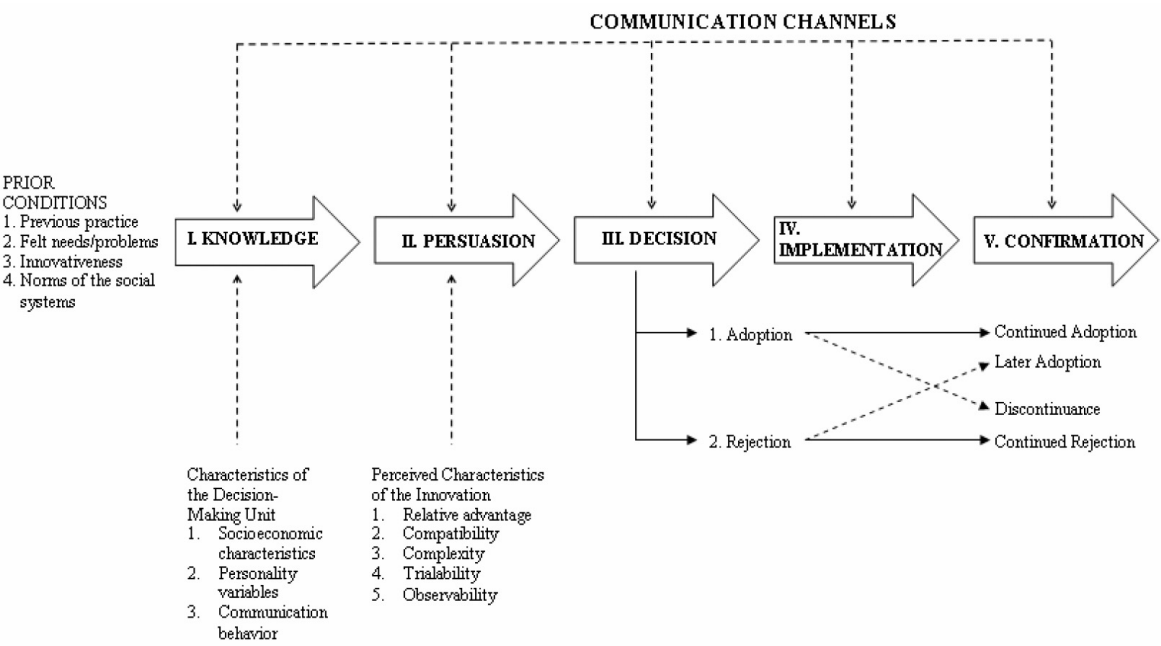 COMMUNICATION CHANNELS
PRIOR
CONDITIONS
1. Previous practice
2. Felt needs/problems
3. Innovativeness
4. Norms of the social
systems
I. KNOWLEDGE
II. PERSUASION
III. DECISION
IV.
IMPLEMENTATION
V. CONFIRMATION
1. Adoption
2. Rejection
Continued Adoption
Later Adoption
Discontinuance
Continued Rejection
Characteristics of
the Decision-
Making Unit
1. Socioeconomic
characteristics
2. Personality
variables
3. Communication
behavior
Perceived Characteristics
of the Innovation
1. Relative advantage
2. Compatibility
3. Complexity
4. Trialability
5. Observability